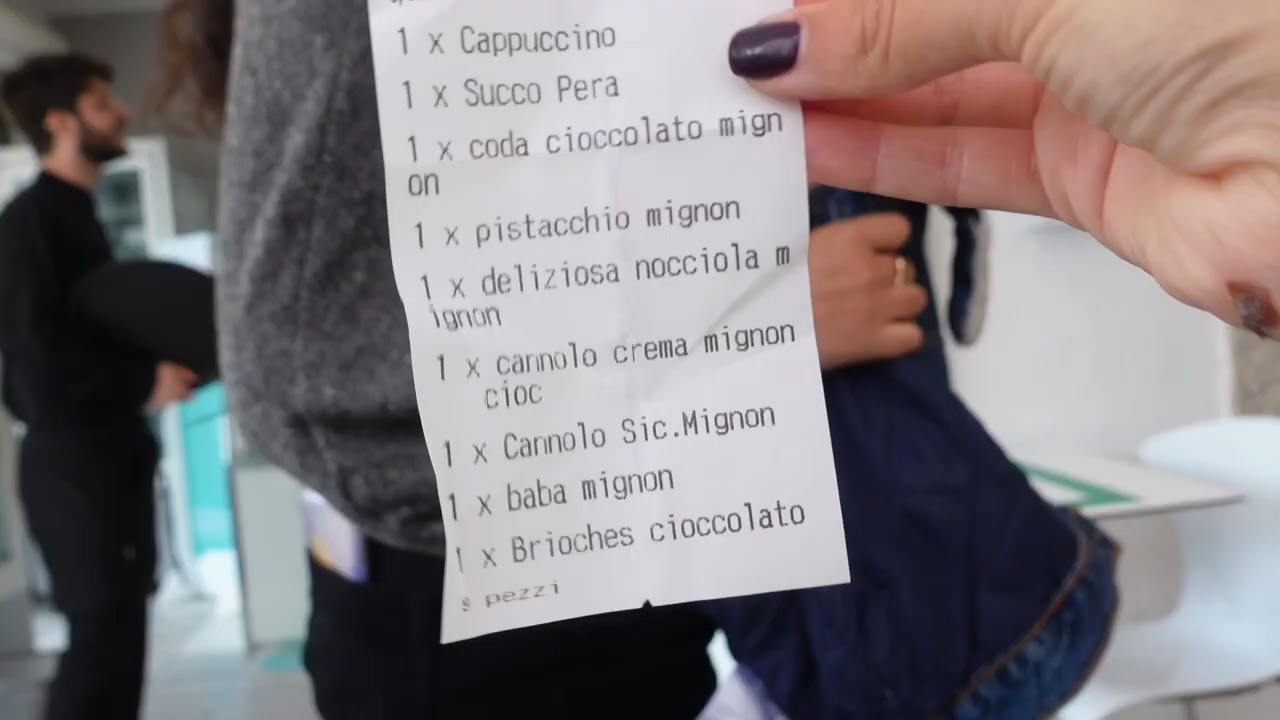 1 x Cappuccino
1 x Succo Pera
1 x coda cioccolato mign
on
1 x pistacchio mignon
1 x deliziosa nocciola m
ignon
1 x cannolo crema mignon
cioc
1 x Cannolo Sic.Mignon
1 x baba mignon
1 x Brioches cioccolato
pezzi